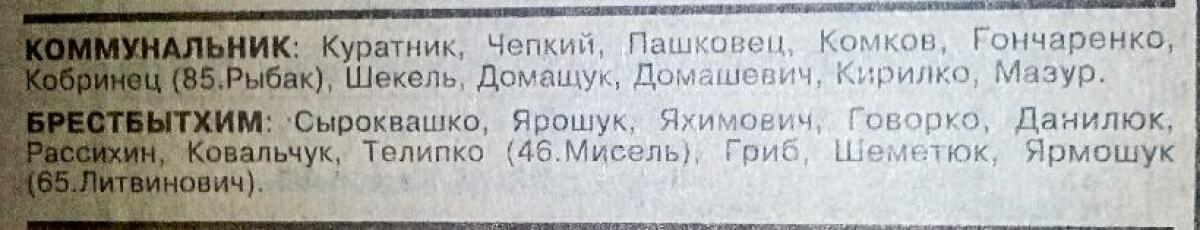 КОММУНАЛЬНИК: Куратник, Чепкий, Пашковец, Комков, Гончаренко,
Кобринец (85.Рыбак), Шекель, Домащук, Домашевич, Кирилко, Мазур.
БРЕСТБЫТХИМ: Сыроквашко, Ярошук, Яхимович, Говорко, Данилюк,
Рассихин, Ковальчук, Телипко (46.Мисель), Гриб, Шеметюк, Ярмошук
(65.Литвинович).